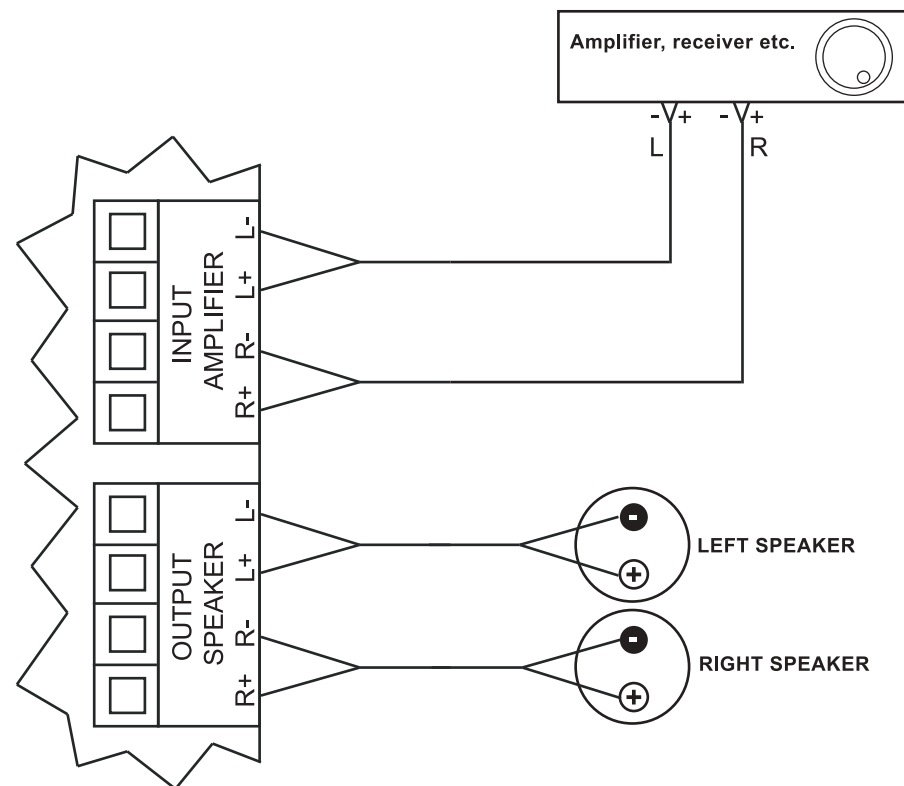 Amplifier, receiver etc.
- + - +
L R
INPUT
AMPLIFIER
L-
L+
R-
R+
OUTPUT
SPEAKER
L-
L+
R-
R+
-
+
LEFT SPEAKER
-
+
RIGHT SPEAKER